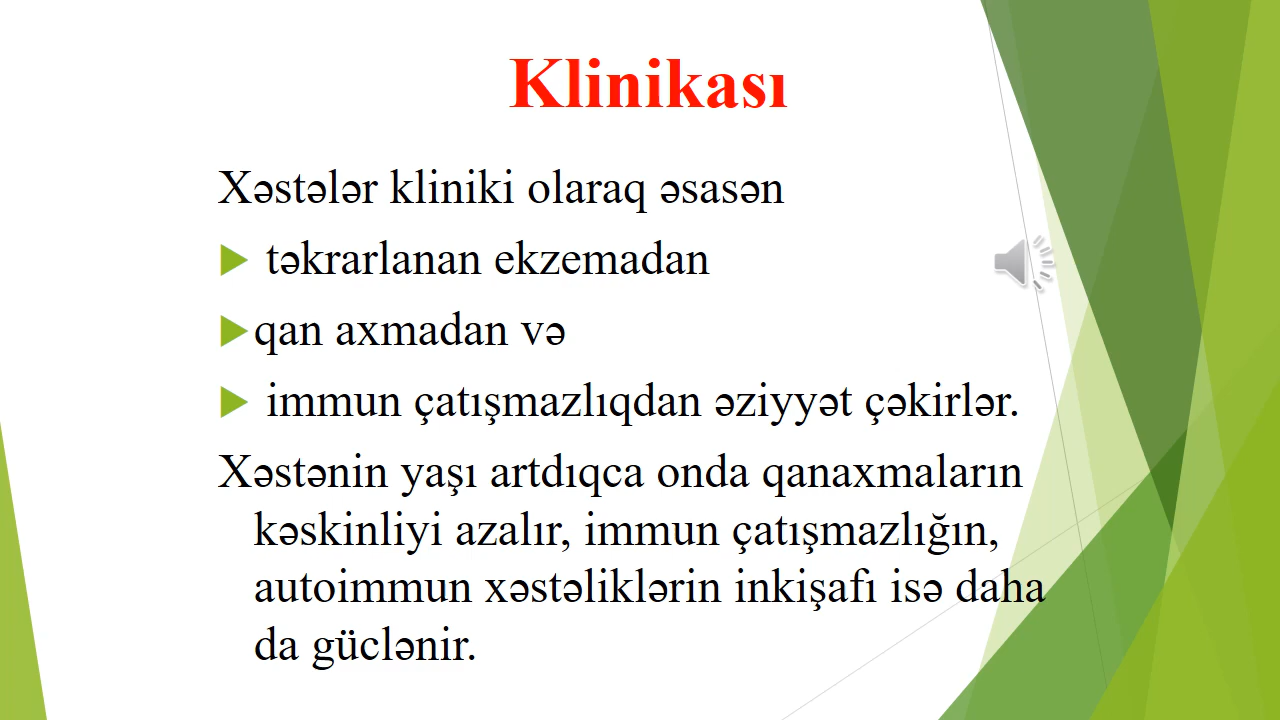 Klinikası
Xəstələr kliniki olaraq əsasən
təkrarlanan ekzemadan
qan axmadan və
immun çatışmazlıqdan əziyyət çəkirlər.
Xəstənin yaşı artdıqca onda qanaxmaların
kəskinliyi azalır, immun çatışmazlığın,
autoimmun xəstəliklərin inkişafı isə daha
da güclənir.